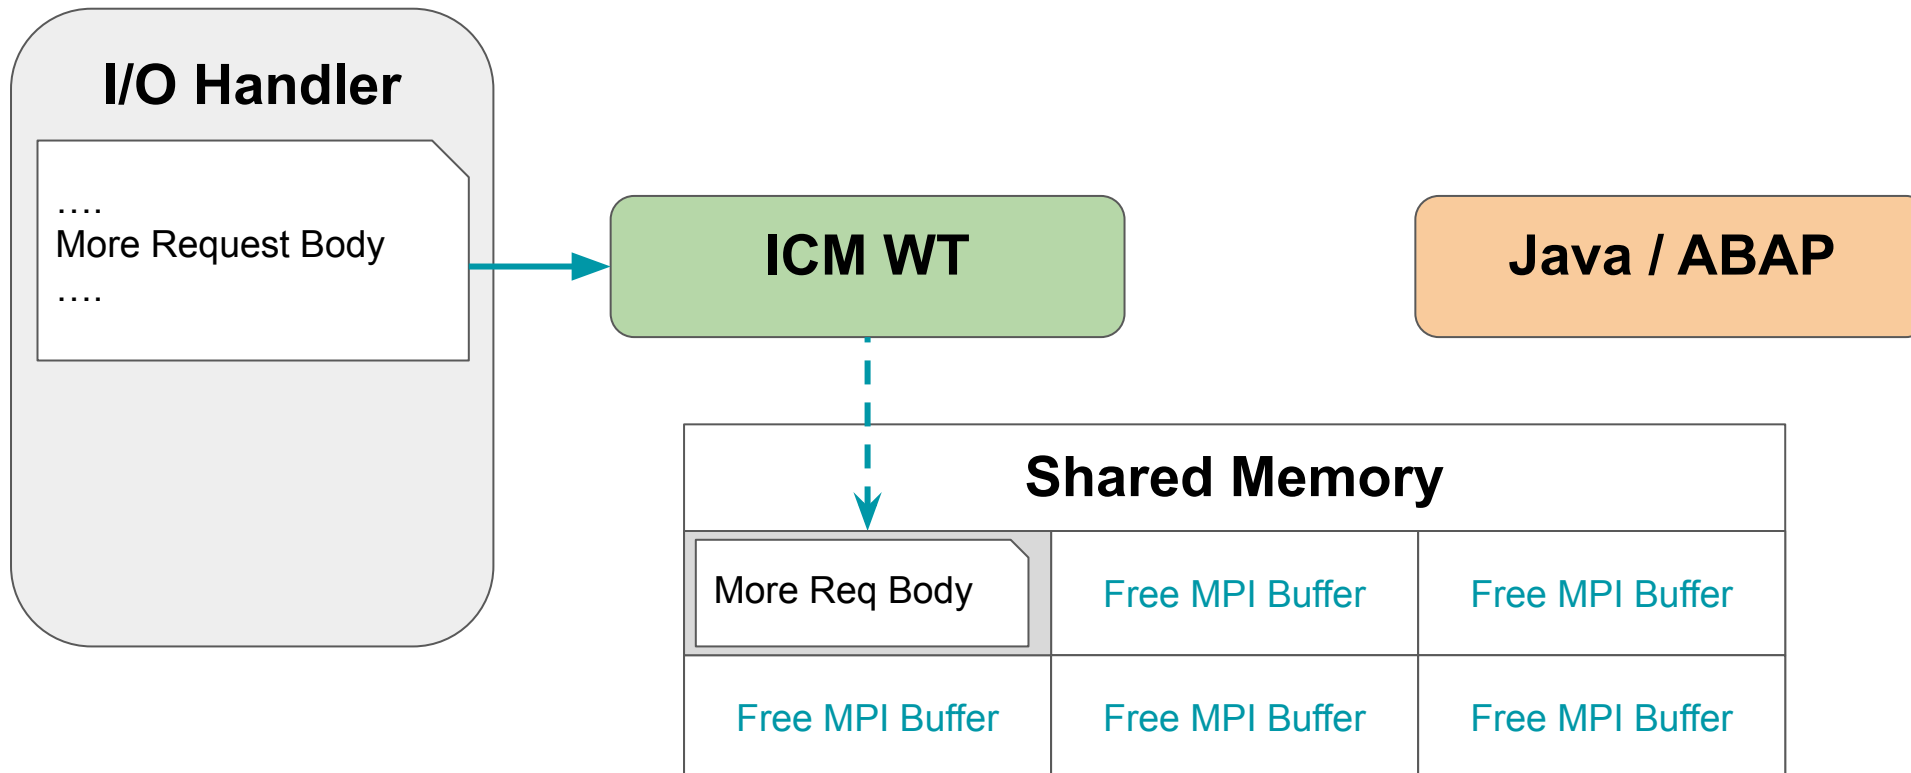 I/O Handler
….
More Request Body
….
ICM WT
Java / ABAP
Shared Memory
More Req Body
Free MPI Buffer
Free MPI Buffer
Free MPI Buffer
Free MPI Buffer
Free MPI Buffer